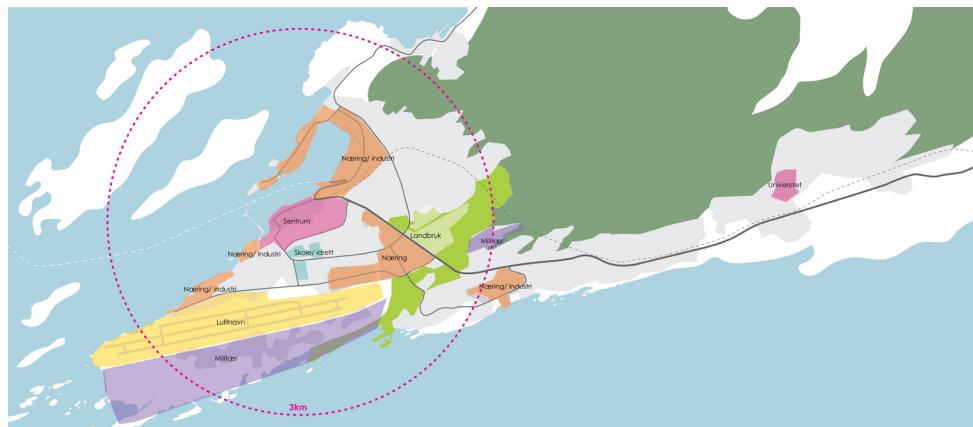 Næring/ industri
Universitet
Sentrum
Landbruk
Militær
Skole/ idrett
Næring/ industri
Næring
Næring/ industri
Næring/ industri
Lufthavn
Militær
3km